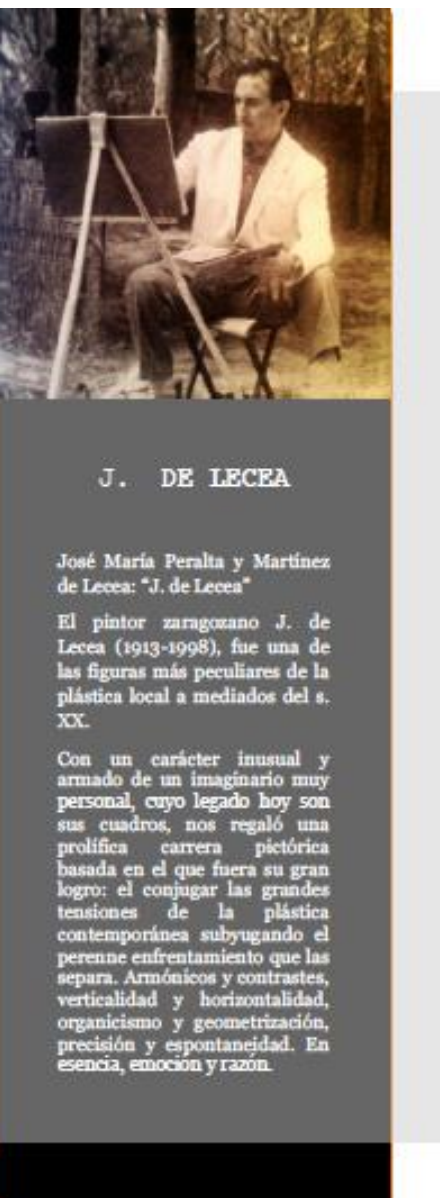 J. DE LECEA
José María Peralta y Martínez
de Lecea: “J. de Lecea”
El pintor zaragozano J. de
Lecea (1913-1998), fue una de
las figuras más peculiares de la
plástica local a mediados del s.
XX.
Con un carácter inusual y
armado de un imaginario muy
personal, cuyo legado hoy son
sus cuadros, nos regaló una
prolífica carrera pictórica
basada en el que fuera su gran
logro: el conjugar las grandes
tensiones de la plástica
contemporánea subyugando el
perenne enfrentamiento que las
separa. Armónicos y contrastes,
verticalidad y horizontalidad,
organicismo y geometrización,
precisión y espontaneidad. En
esencia, emoción y razón.